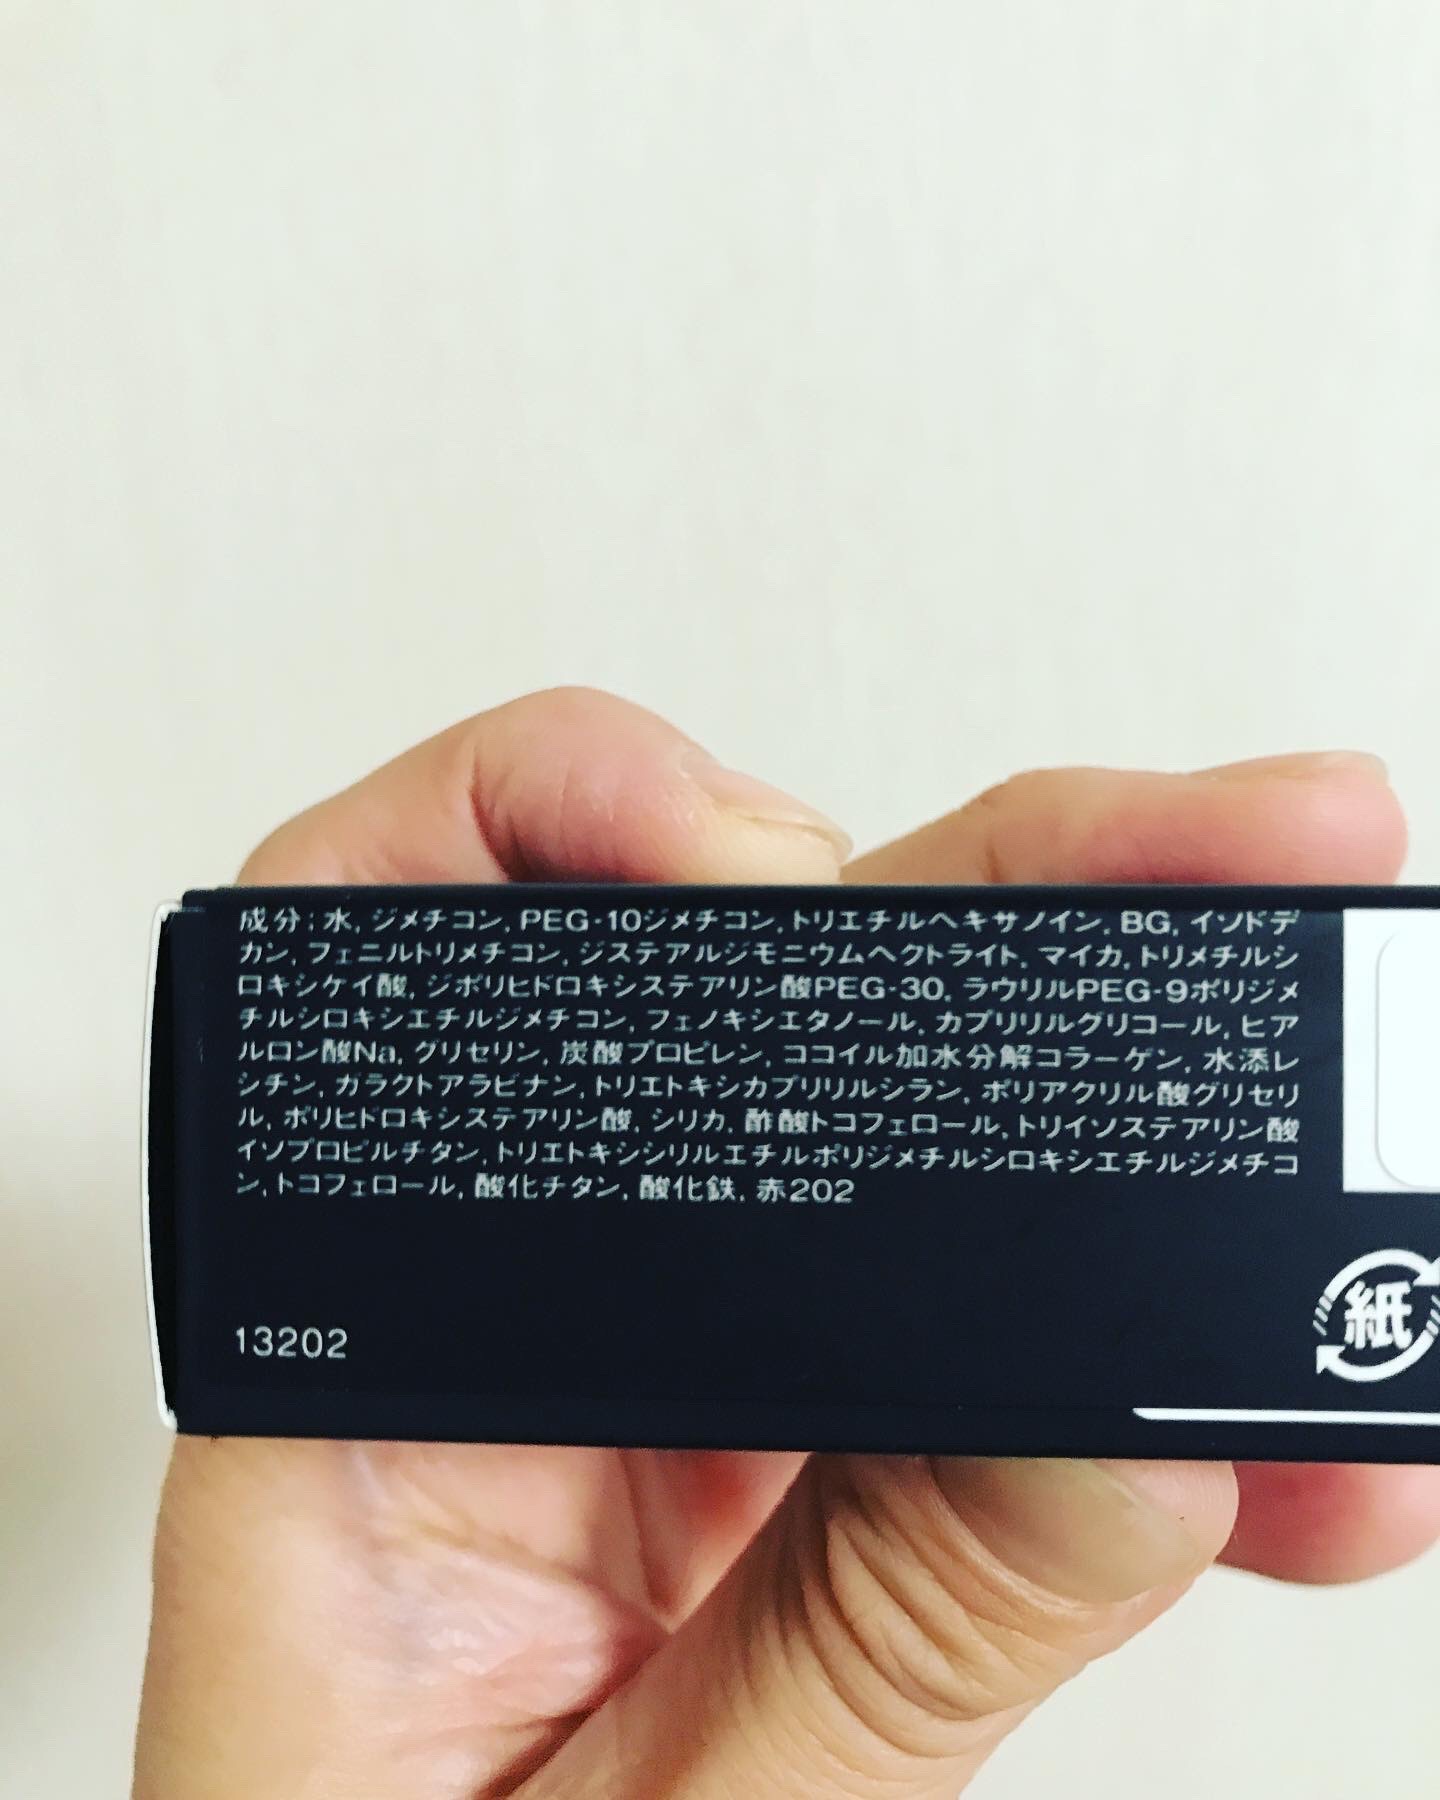 成分：水, ジメチコン, PEG-10ジメチコン, トリエチルヘキサノイン, BG, イソドデ
カン, フェニルトリメチコン, ジステアルジモニウムヘクトライト, マイカ, トリメチルシ
ロキシケイ酸, ジポリヒドロキシステアリン酸PEG-30, ラウリルPEG-9ポリジメ
チルシロキシエチルジメチコン, フェノキシエタノール, カプリリルグリコール, ヒア
ルロン酸Na, グリセリン, 炭酸プロピレン, ココイル加水分解コラーゲン, 水添レ
シチン, ガラクトアラビナン, トリエトキシカプリリルシラン, ポリアクリル酸グリセリ
ル, ポリヒドロキシステアリン酸, シリカ, 酢酸トコフェロール, トリイソステアリン酸
イソプロピルチタン, トリエトキシシリルエチルポリジメチルシロキシエチルジメチコ
ン, トコフェロール, 酸化チタン, 酸化鉄, 赤202
13202
紙